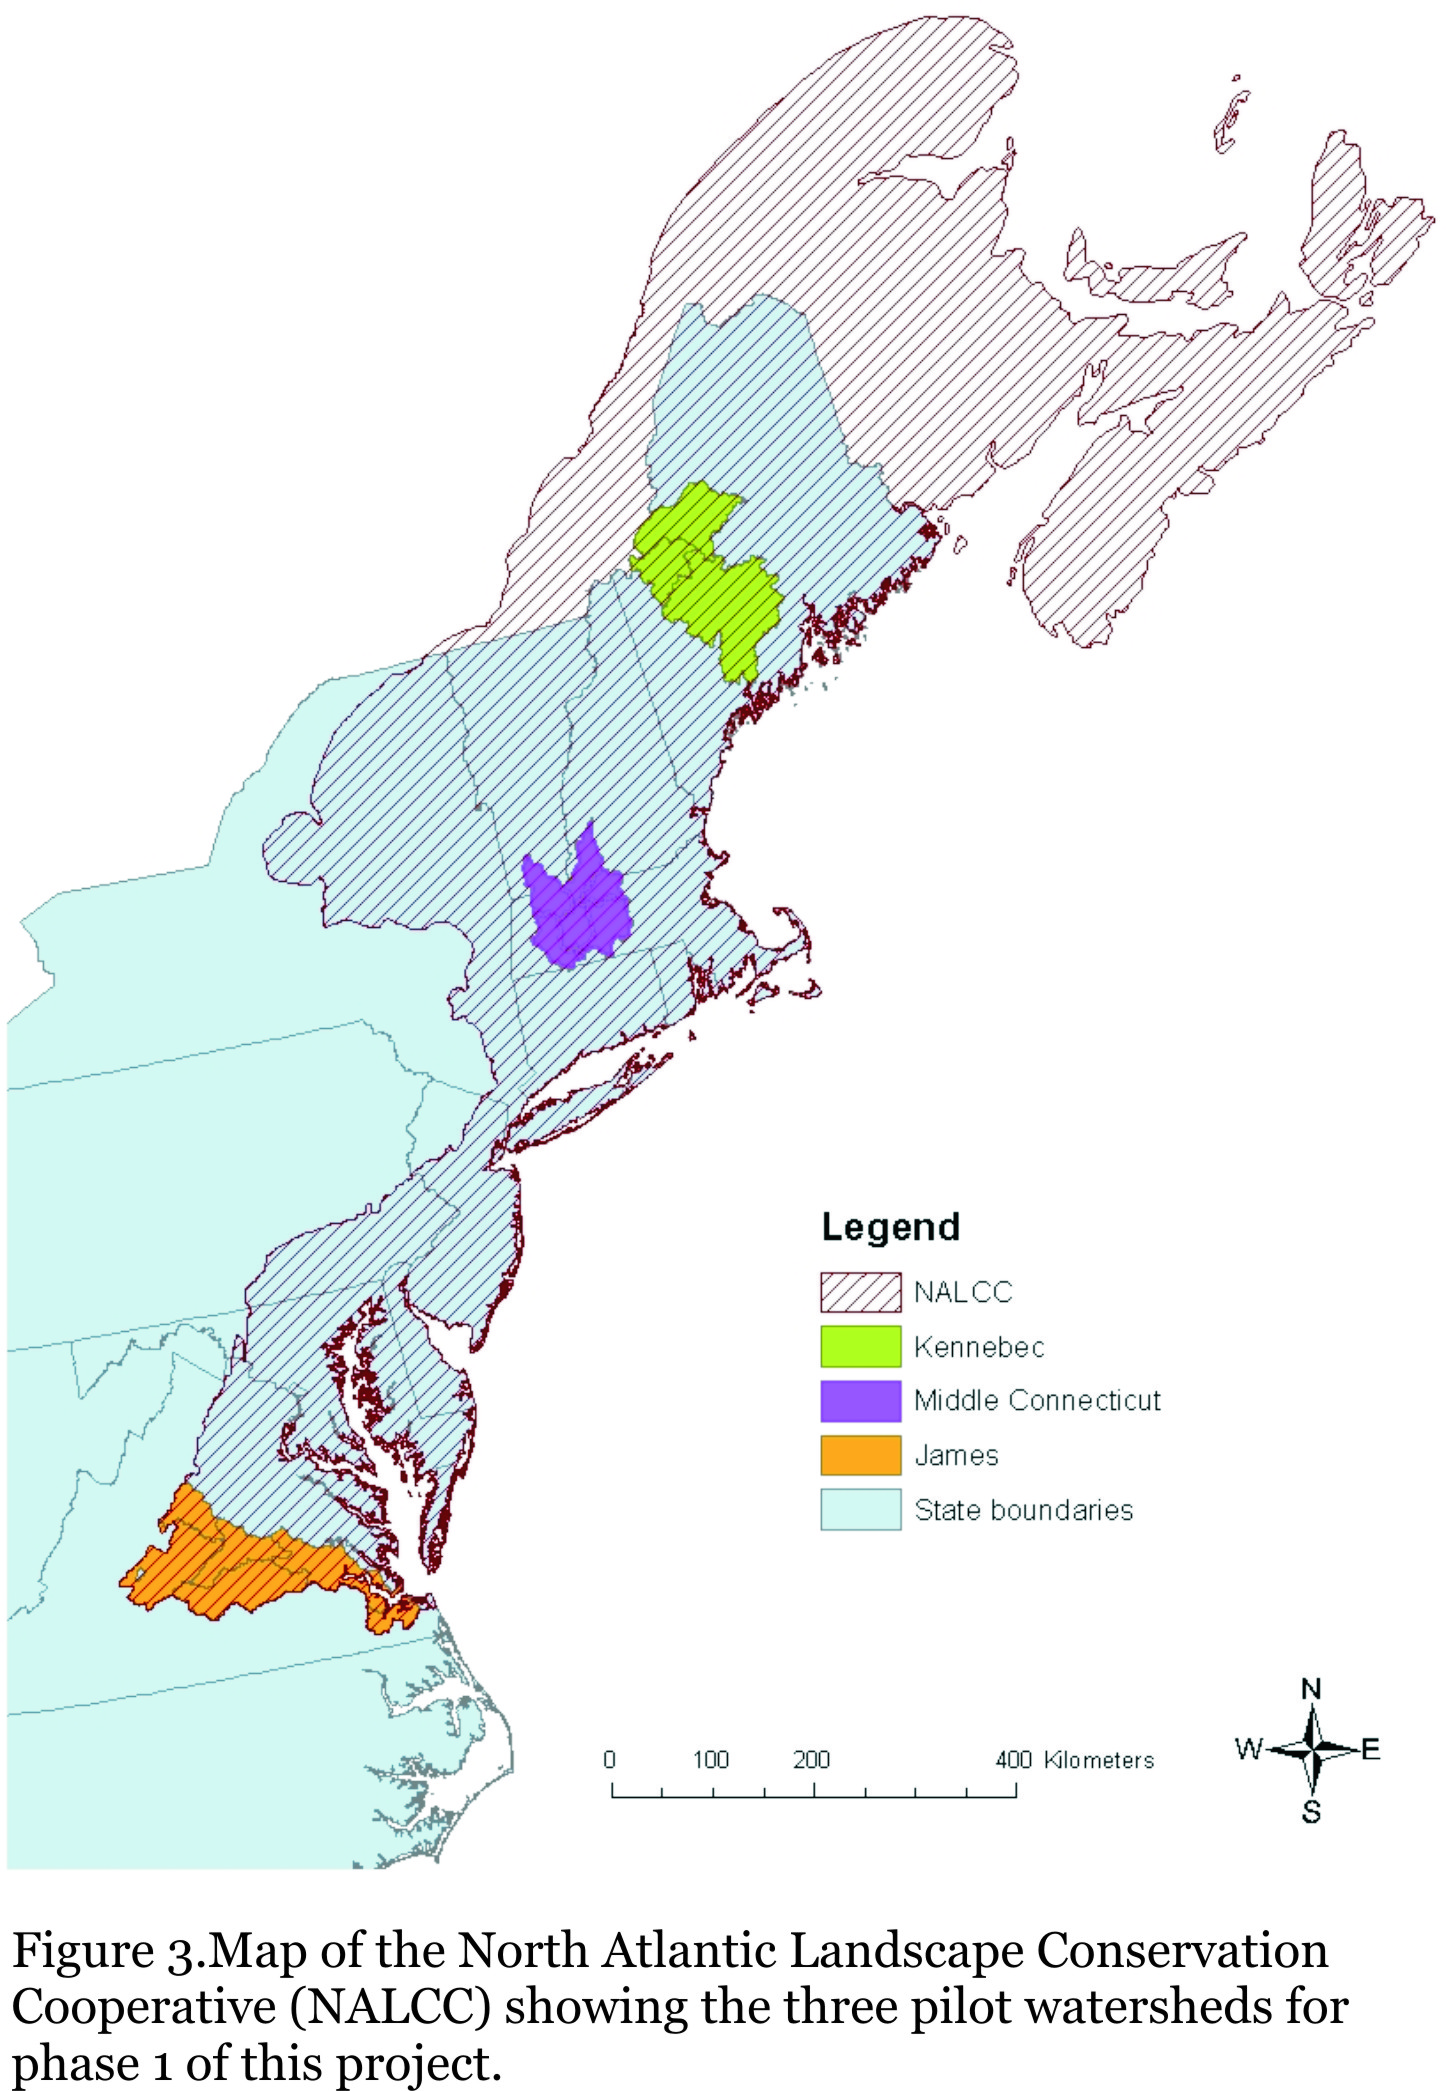 Legend
NALCC
Kennebec
Middle Connecticut
James
State boundaries
0 100 200 400 Kilometers
N
W E
S
Figure 3.Map of the North Atlantic Landscape Conservation
Cooperative (NALCC) showing the three pilot watersheds for
phase 1 of this project.